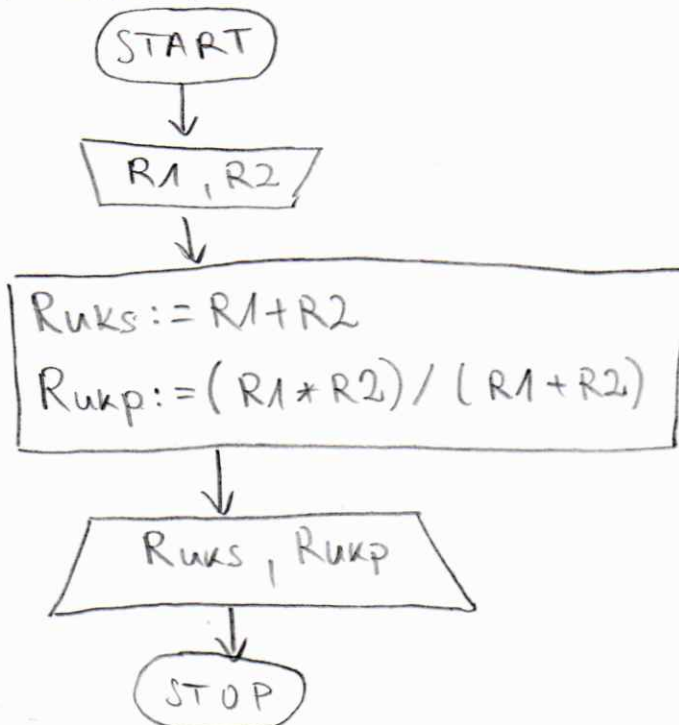 START
R1, R2
Ruks:=R1+R2
Rukp:=(R1*R2)/(R1+R2)
Ruks, Rukp
STOP